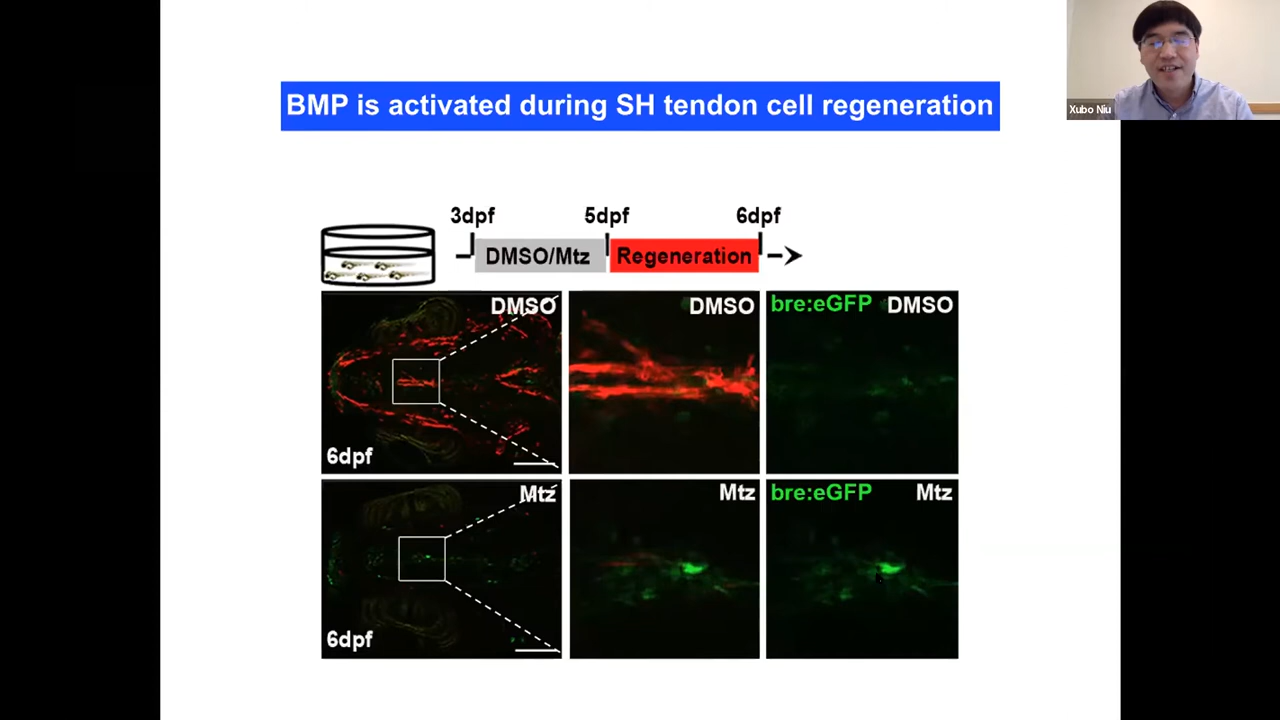 BMP is activated during SH tendon cell regeneration
Xubo Niu
3dpf 5dpf 6dpf
DMSO/Mtz Regeneration
DMSO DMSO bre:eGFP DMSO
6dpf
Mtz Mtz bre:eGFP Mtz
6dpf